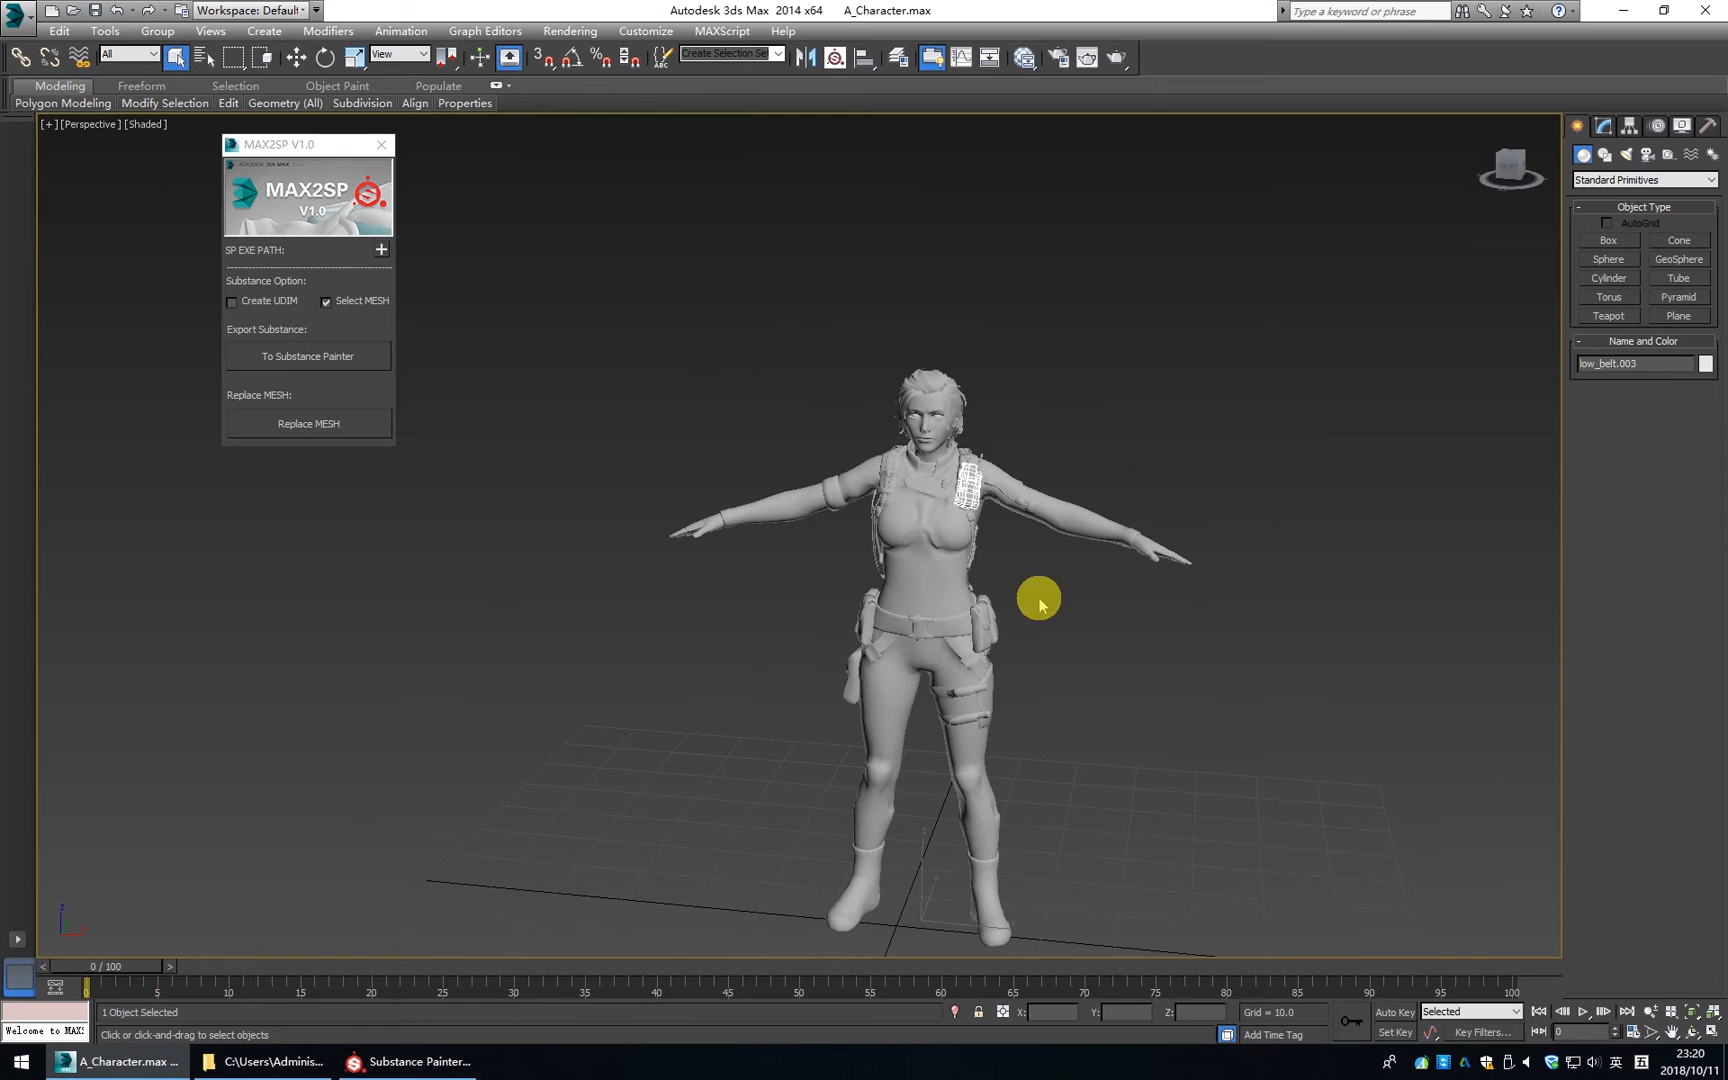 Workspace: Default
Autodesk 3ds Max  2014 x64      A_Character.max
Type a keyword or phrase
Edit Tools Group Views Create Modifiers Animation Graph Editors Rendering Customize MAXScript Help
All
View
Create Selection Se
Modeling Freeform Selection Object Paint Populate
Polygon Modeling Modify Selection Edit Geometry (All) Subdivision Align Properties
[+] [Perspective] [Shaded]
MAX2SP V1.0
AUTODESK 3DS MAX
MAX2SP
V1.0
SP EXE PATH:
Substance Option:
Create UDIM Select MESH
Export Substance:
To Substance Painter
Replace MESH:
Replace MESH
Standard Primitives
Object Type
AutoGrid
Box Cone
Sphere GeoSphere
Cylinder Tube
Torus Pyramid
Teapot Plane
Name and Color
low_belt.003
0 / 100
0 5 10 15 20 25 30 35 40 45 50 55 60 65 70 75 80 85 90 95 100
1 Object Selected
X: Y: Z: Grid = 10.0
Auto Key Selected
Welcome to MAX
Click or click-and-drag to select objects
Add Time Tag
Set Key Key Filters...
0
A_Character.max ...
C:\Users\Adminis...
Substance Painter...
英
五
23:20
2018/10/11